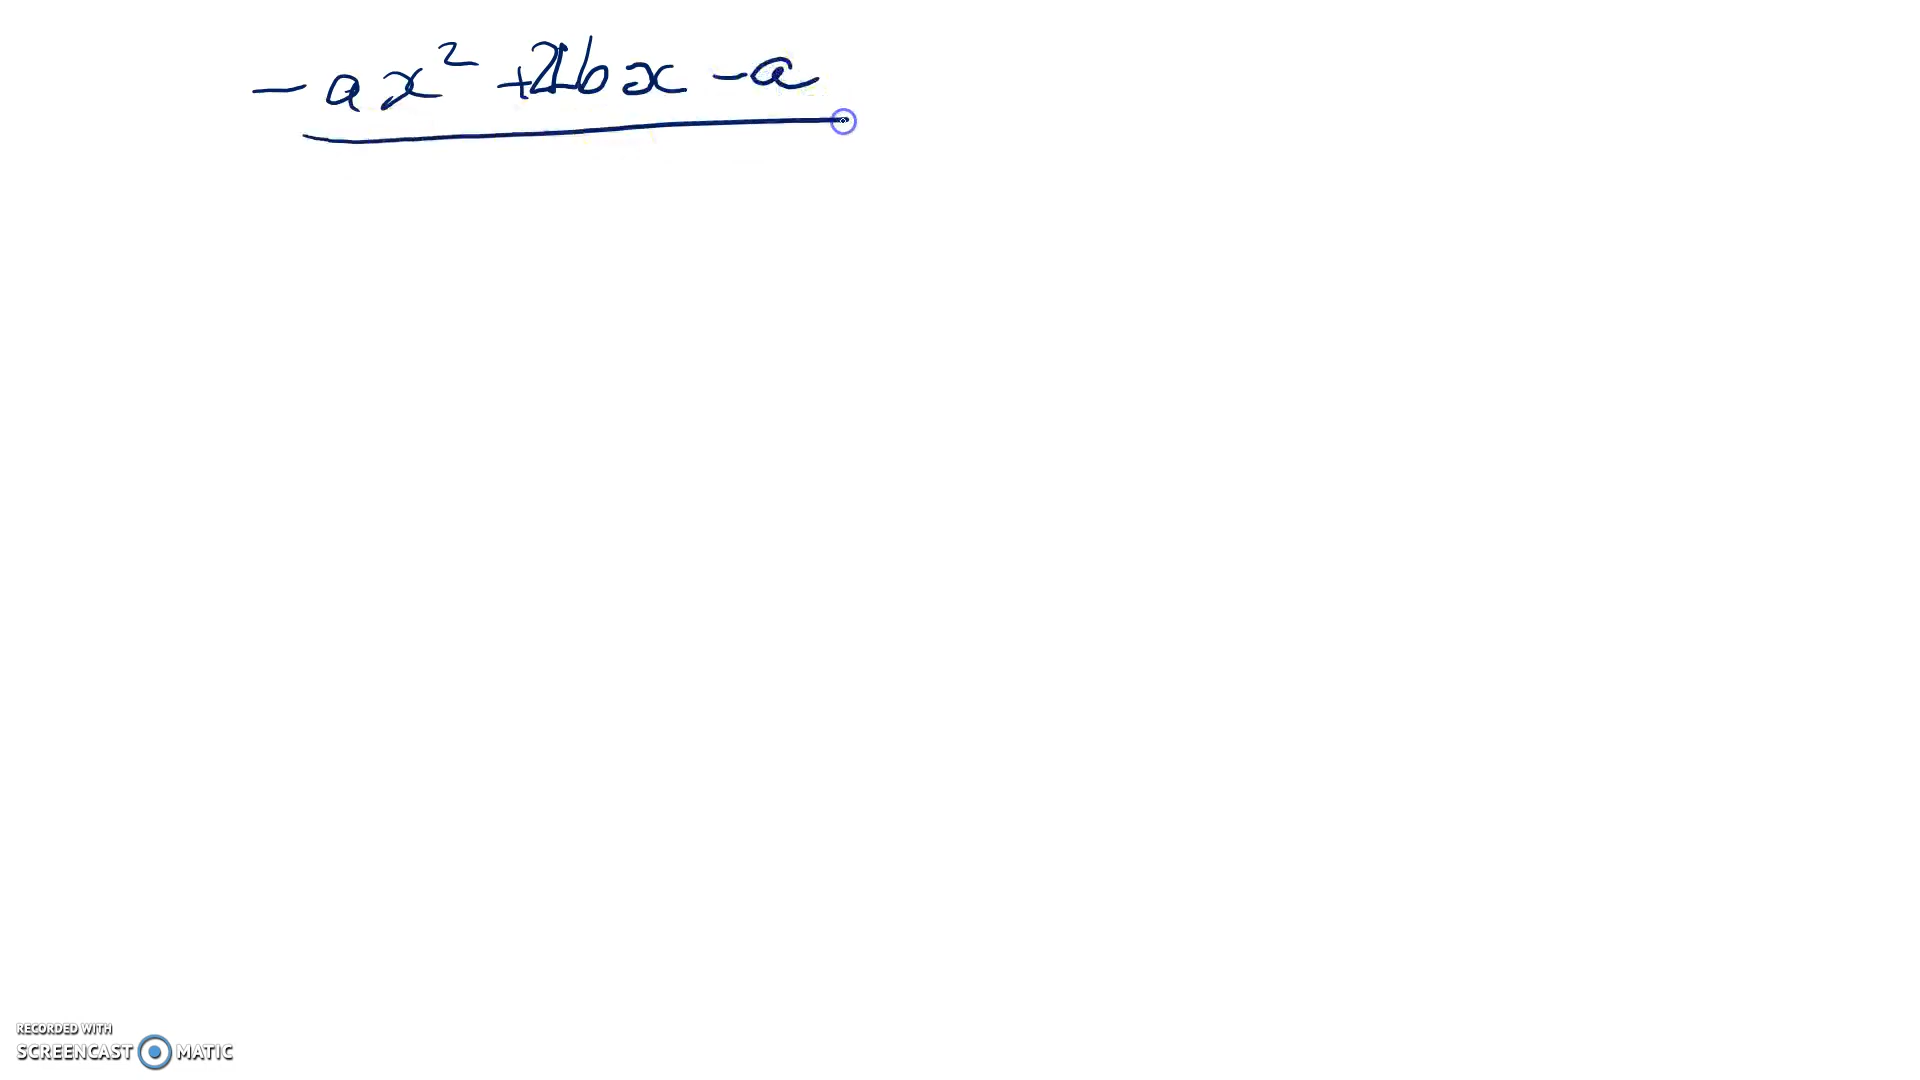 -ax² +2bx -a
RECORDED WITH
SCREENCAST MATIC